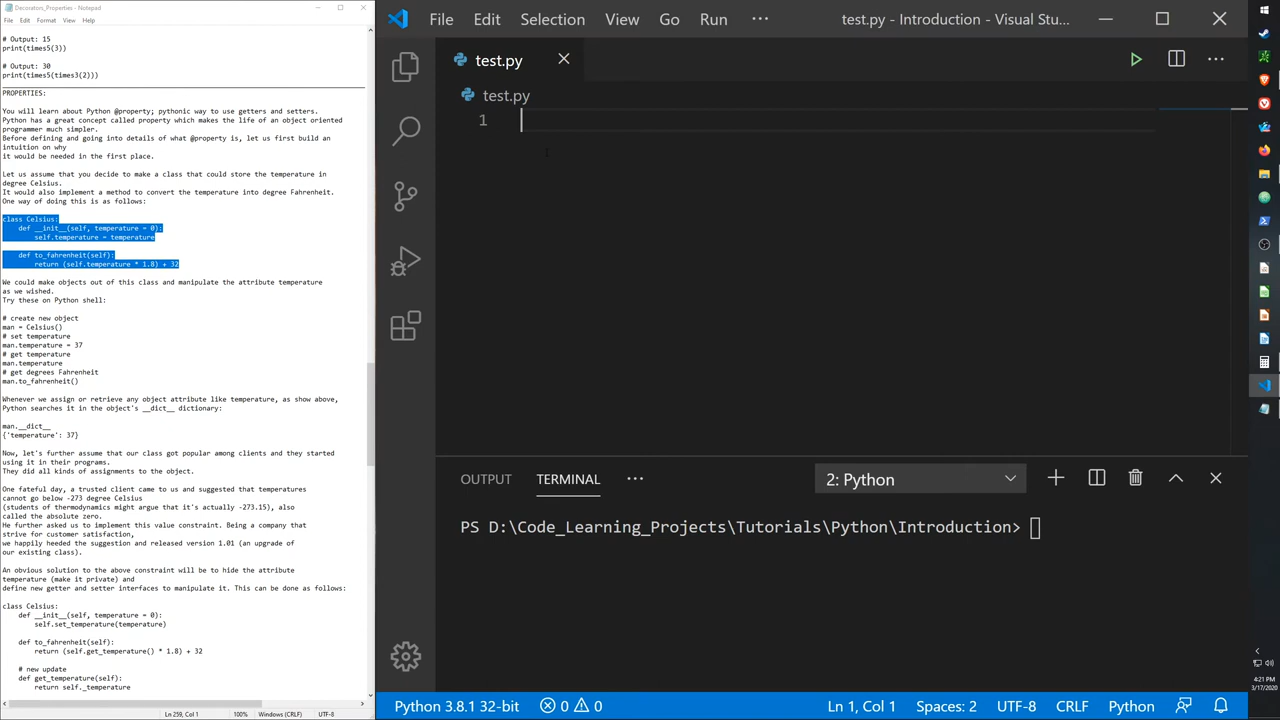 Decorators_Properties - Notepad
File Edit Format View Help
# Output: 15
print(times5(3))
# Output: 30
print(times5(times3(2)))
PROPERTIES:
You will learn about Python @property; pythonic way to use getters and setters.
Python has a great concept called property which makes the life of an object oriented
programmer much simpler.
Before defining and going into details of what @property is, let us first build an
intuition on why
it would be needed in the first place.
Let us assume that you decide to make a class that could store the temperature in
degree Celsius.
It would also implement a method to convert the temperature into degree Fahrenheit.
One way of doing this is as follows:
class Celsius:
def __init__(self, temperature = 0):
self.temperature = temperature
def to_fahrenheit(self):
return (self.temperature * 1.8) + 32
We could make objects out of this class and manipulate the attribute temperature
as we wished.
Try these on Python shell:
# create new object
man = Celsius()
# set temperature
man.temperature = 37
# get temperature
man.temperature
# get degrees Fahrenheit
man.to_fahrenheit()
Whenever we assign or retrieve any object attribute like temperature, as show above,
Python searches it in the object's __dict__ dictionary:
man.__dict__
{'temperature': 37}
Now, let's further assume that our class got popular among clients and they started
using it in their programs.
They did all kinds of assignments to the object.
One fateful day, a trusted client came to us and suggested that temperatures
cannot go below -273 degree Celsius
(students of thermodynamics might argue that it's actually -273.15), also
called the absolute zero.
He further asked us to implement this value constraint. Being a company that
strive for customer satisfaction,
we happily heeded the suggestion and released version 1.01 (an upgrade of
our existing class).
An obvious solution to the above constraint will be to hide the attribute
temperature (make it private) and
define new getter and setter interfaces to manipulate it. This can be done as follows:
class Celsius:
def __init__(self, temperature = 0):
self.set_temperature(temperature)
def to_fahrenheit(self):
return (self.get_temperature() * 1.8) + 32
# new update
def get_temperature(self):
return self._temperature
Ln 259, Col 1 100% Windows (CRLF) UTF-8
File Edit Selection View Go Run ··· test.py - Introduction - Visual Stu...
test.py
test.py
1
OUTPUT TERMINAL ··· 2: Python
PS D:\Code_Learning_Projects\Tutorials\Python\Introduction>
Python 3.8.1 32-bit 0 0 Ln 1, Col 1 Spaces: 2 UTF-8 CRLF Python
4:21 PM
3/17/2020